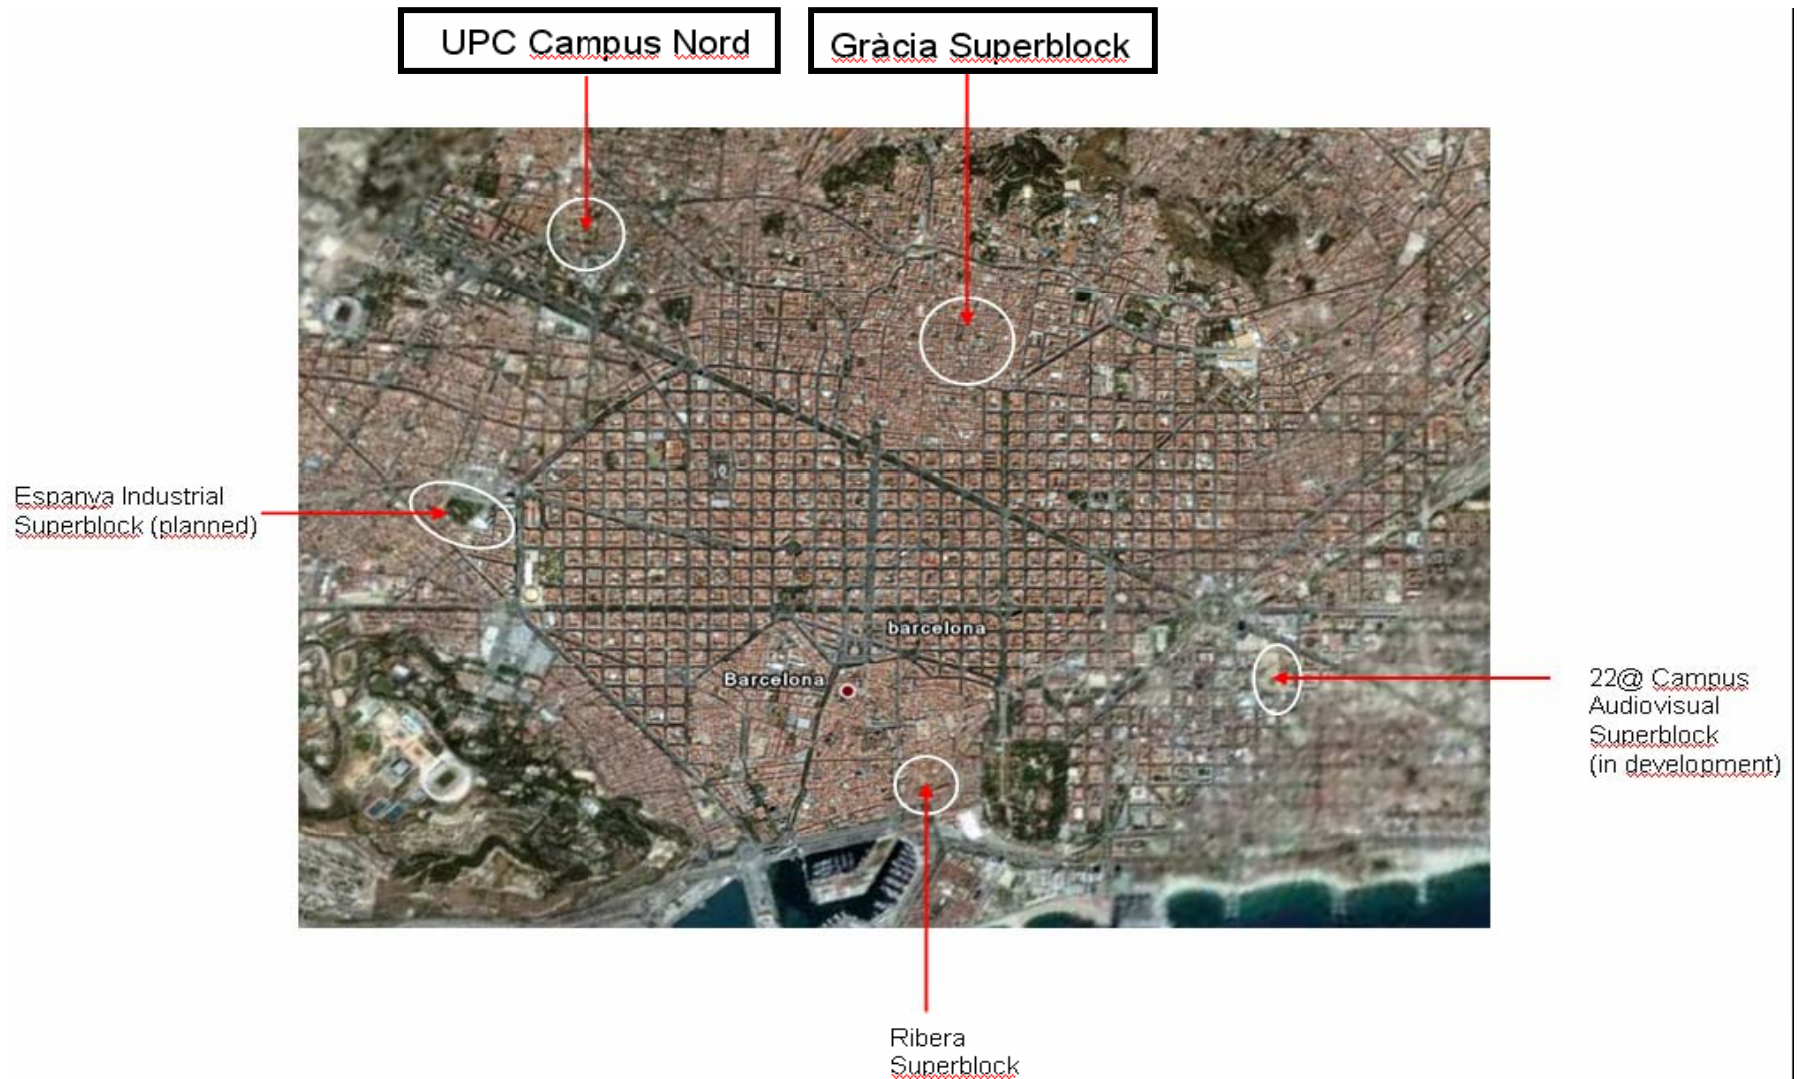 UPC Campus Nord
Gràcia Superblock
Espanya Industrial
Superblock (planned)
barcelona
Barcelona
22@ Campus
Audiovisual
Superblock
(in development)
Ribera
Superblock